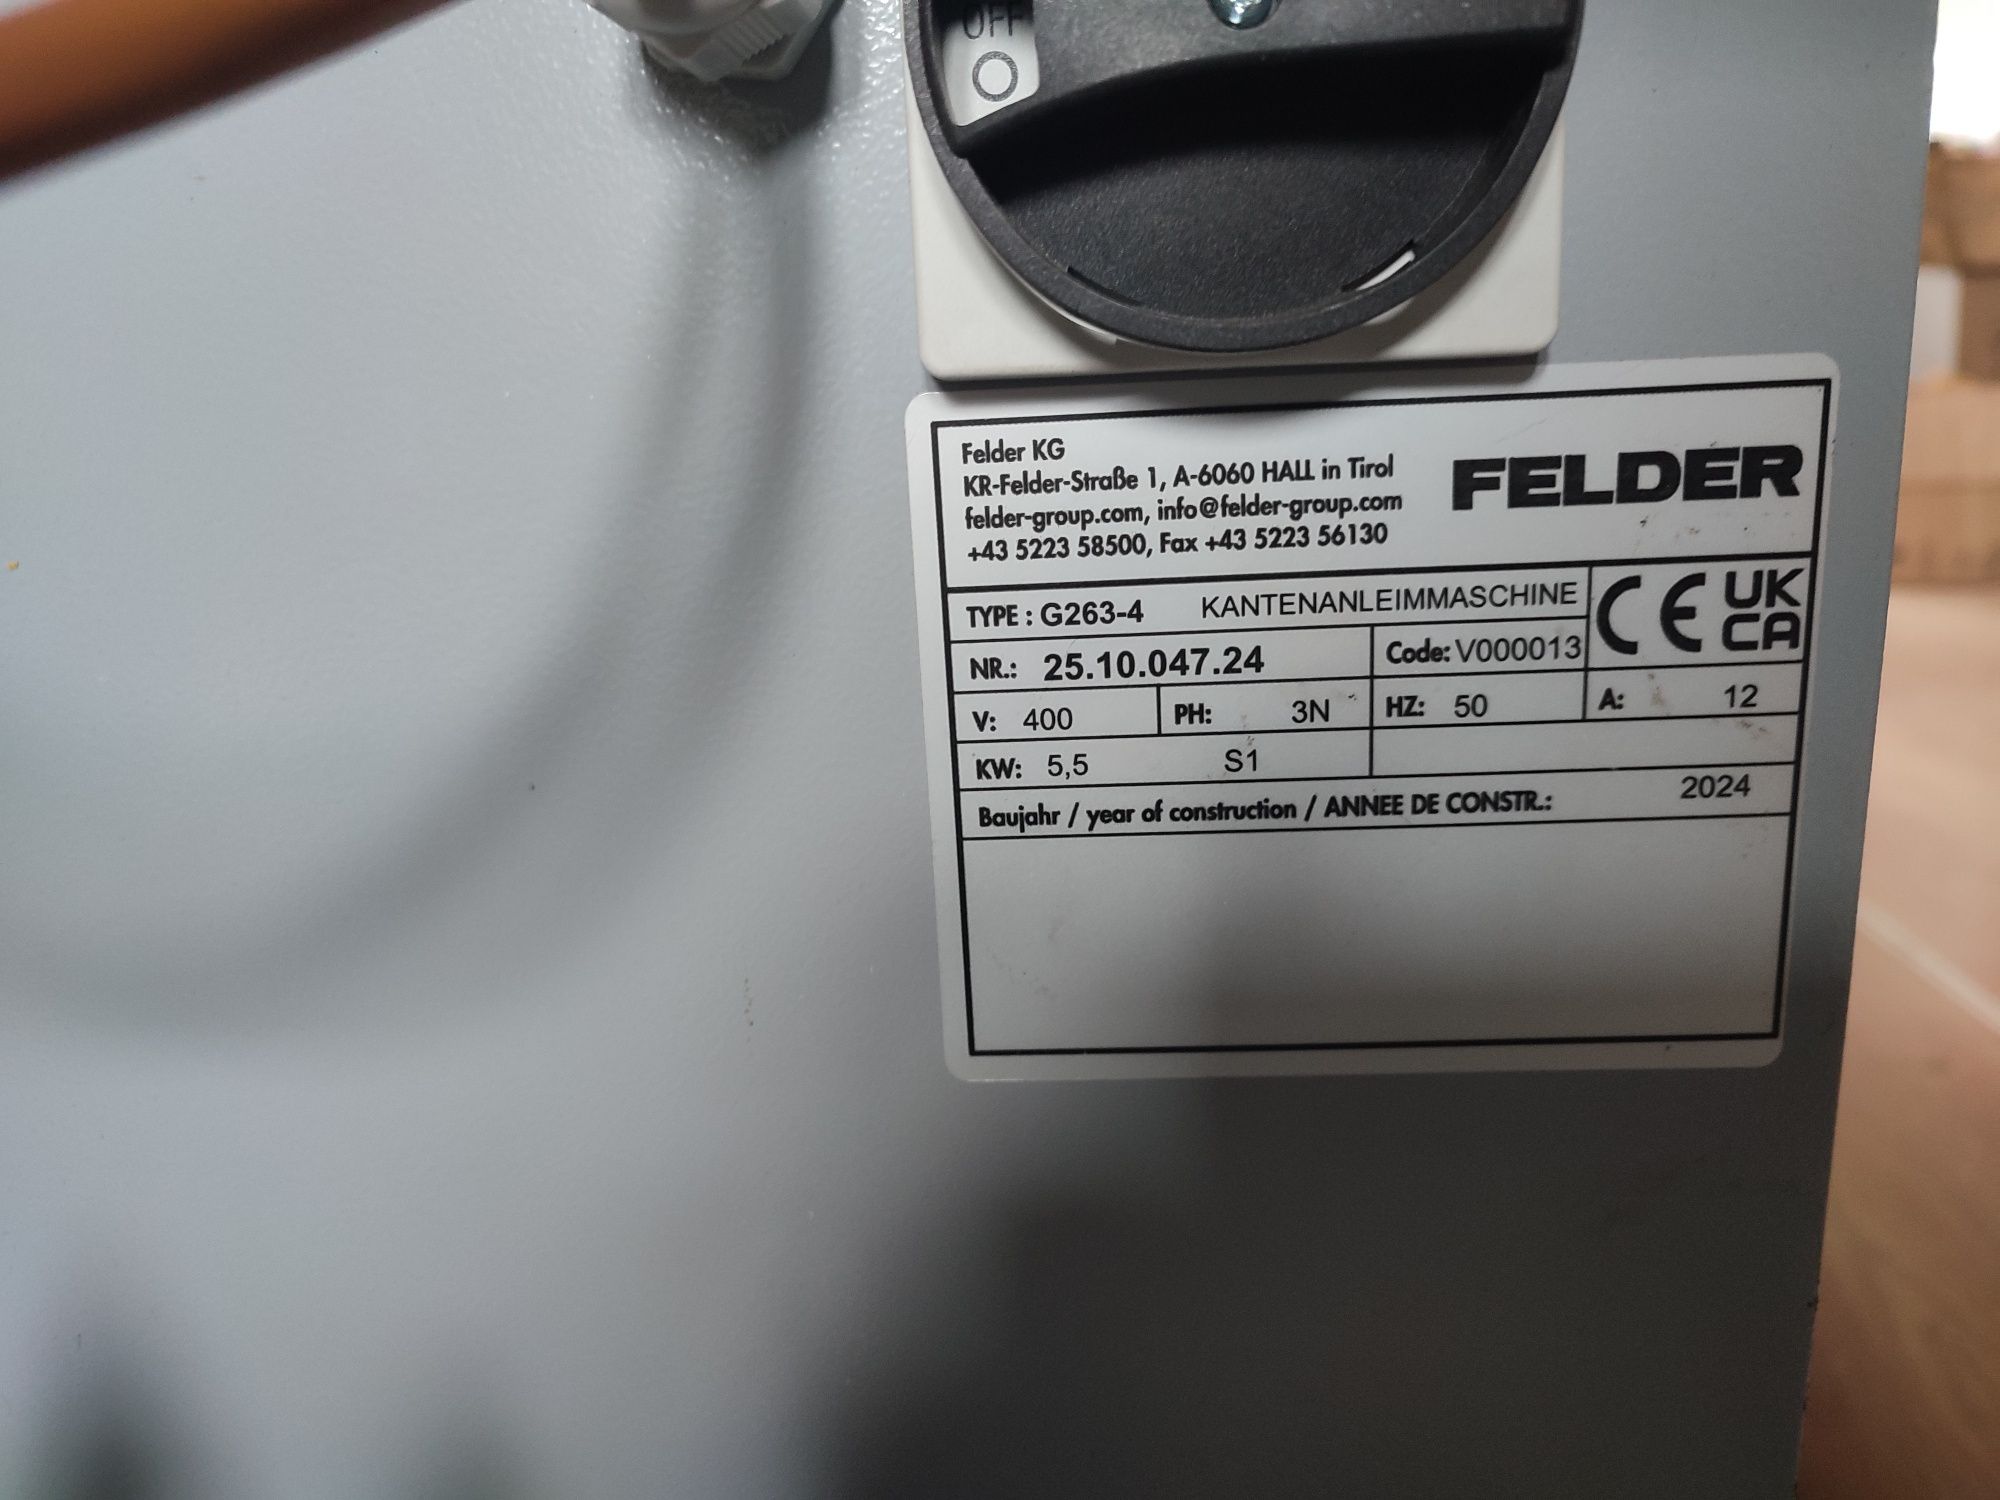 OFF
Felder KG
KR-Felder-Straße 1, A-6060 HALL in Tirol
felder-group.com, info@felder-group.com
+43 5223 58500, Fax +43 5223 56130
FELDER
TYPE : G263-4 KANTENANLEIMMASCHINE
CE UK CA
NR.: 25.10.047.24 Code: V000013
V: 400 PH: 3N HZ: 50 A: 12
KW: 5,5 S1
Baujahr / year of construction / ANNEE DE CONSTR.: 2024